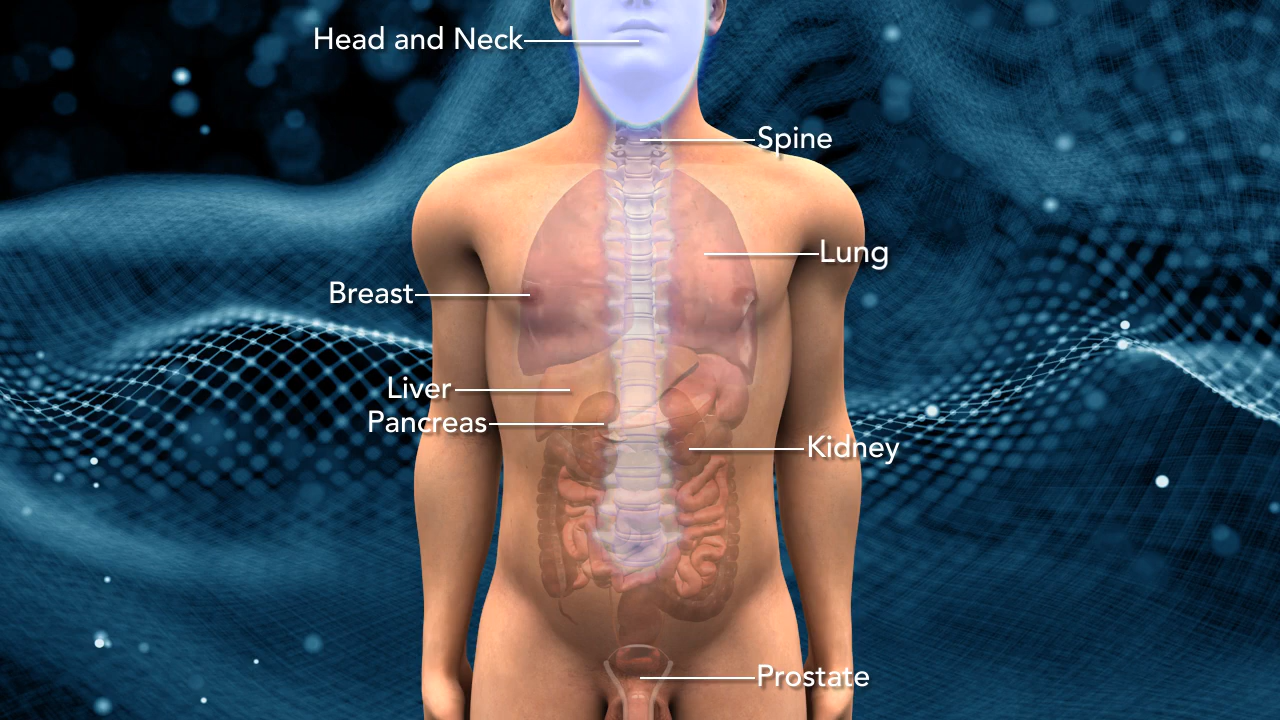 Head and Neck
Spine
Lung
Breast
Liver
Pancreas
Kidney
Prostate